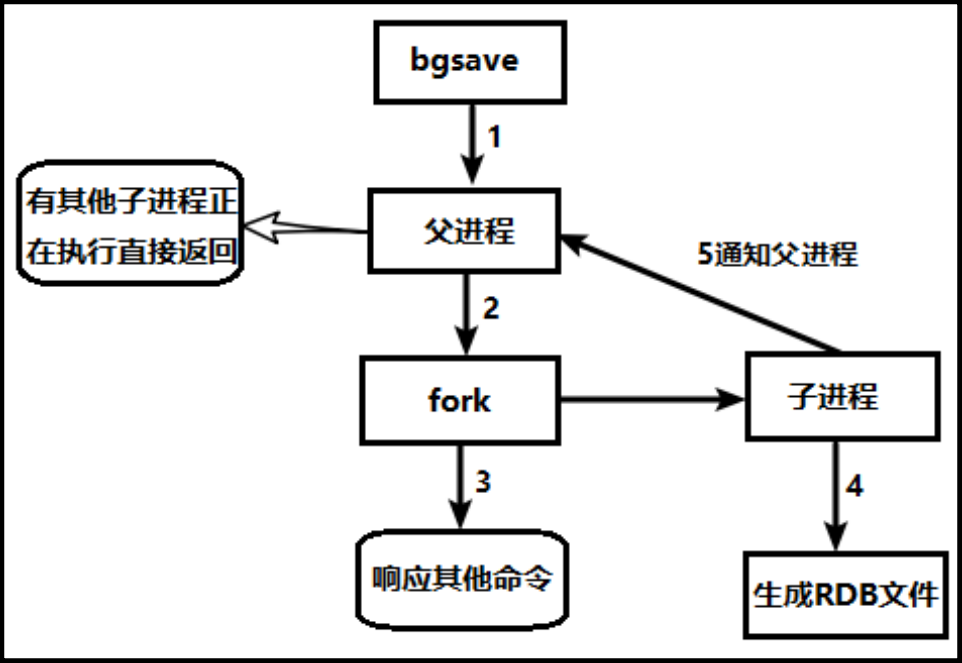 bgsave
1
有其他子进程正
在执行直接返回
父进程
5通知父进程
2
fork
子进程
3
4
响应其他命令
生成RDB文件